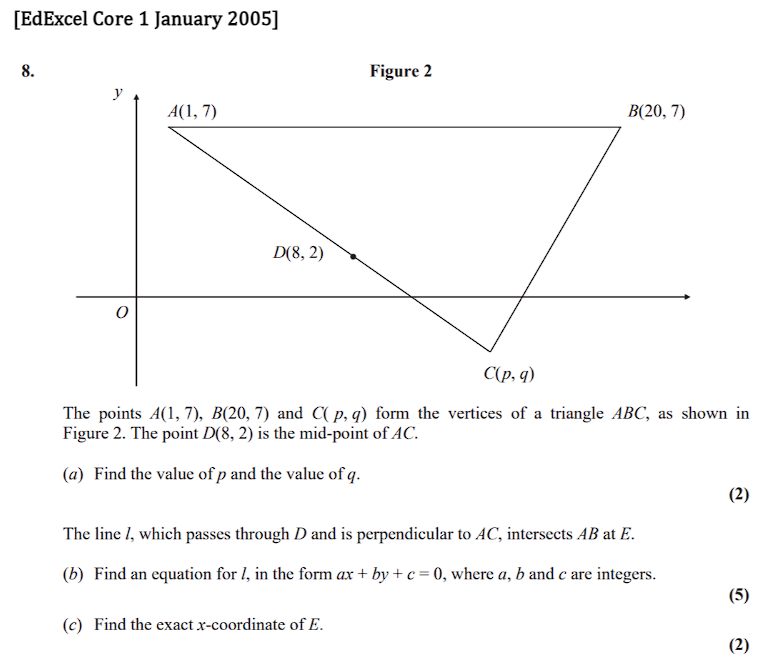 [EdExcel Core 1 January 2005]
8.
Figure 2
y
A(1, 7)
B(20, 7)
D(8, 2)
O
C(p, q)
The points A(1, 7), B(20, 7) and C( p, q) form the vertices of a triangle ABC, as shown in
Figure 2. The point D(8, 2) is the mid-point of AC.
(a) Find the value of p and the value of q.
(2)
The line l, which passes through D and is perpendicular to AC, intersects AB at E.
(b) Find an equation for l, in the form ax + by + c = 0, where a, b and c are integers.
(5)
(c) Find the exact x-coordinate of E.
(2)